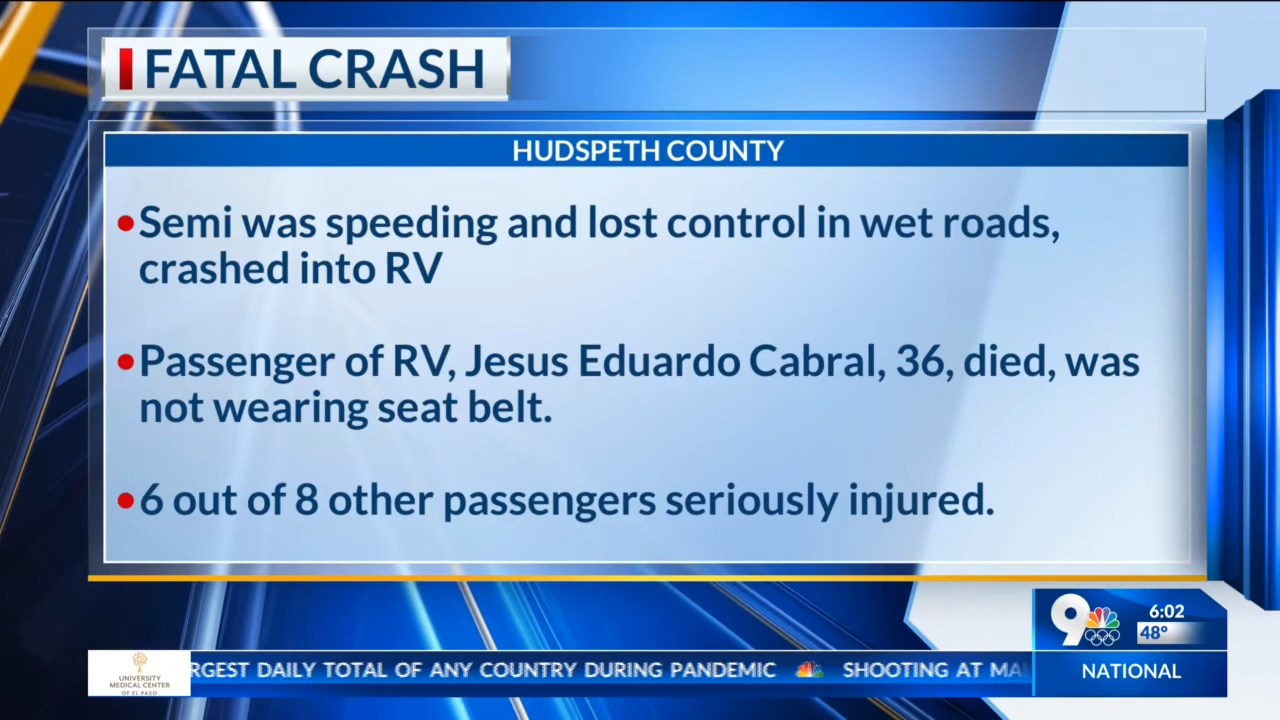 FATAL CRASH
HUDSPETH COUNTY
•Semi was speeding and lost control in wet roads,
crashed into RV
•Passenger of RV, Jesus Eduardo Cabral, 36, died, was
not wearing seat belt.
•6 out of 8 other passengers seriously injured.
9
6:02
48°
NATIONAL
UNIVERSITY
MEDICAL CENTER
OF EL PASO
RGEST DAILY TOTAL OF ANY COUNTRY DURING PANDEMIC SHOOTING AT